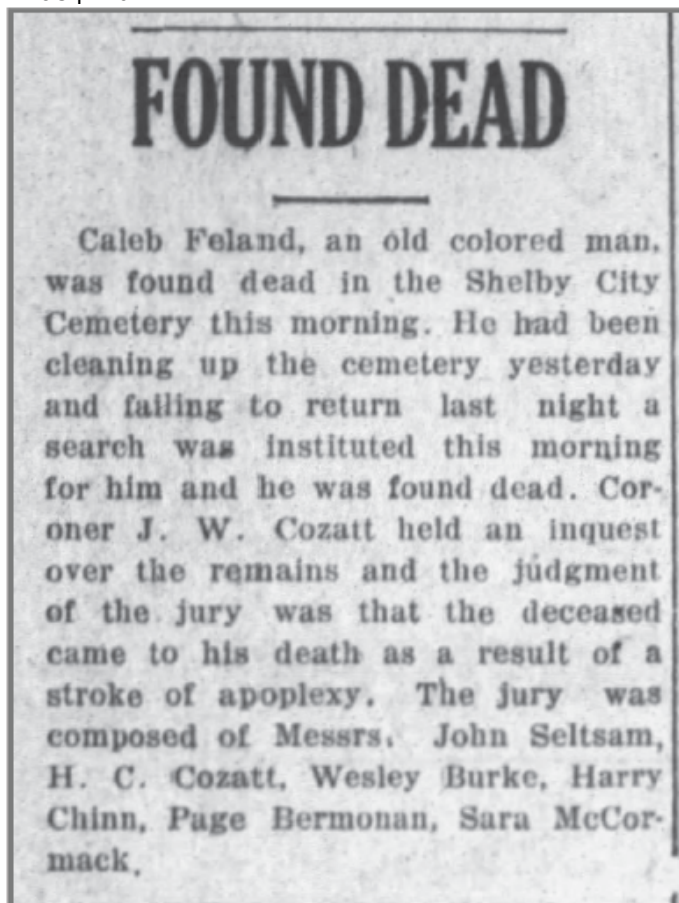 FOUND DEAD
Caleb Feland, an old colored man,
was found dead in the Shelby City
Cemetery this morning. He had been
cleaning up the cemetery yesterday
and failing to return last night a
search was instituted this morning
for him and he was found dead. Cor-
oner J. W. Cozatt held an inquest
over the remains and the judgment
of the jury was that the deceased
came to his death as a result of a
stroke of apoplexy. The jury was
composed of Messrs. John Seltsam,
H. C. Cozatt, Wesley Burke, Harry
Chinn, Page Bermonan, Sara McCor-
mack.